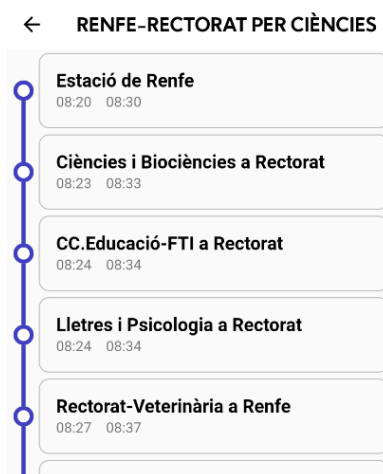 ← RENFE-RECTORAT PER CIÈNCIES
Estació de Renfe
08:20 08:30
Ciències i Biociències a Rectorat
08:23 08:33
CC.Educació-FTI a Rectorat
08:24 08:34
Lletres i Psicologia a Rectorat
08:24 08:34
Rectorat-Veterinària a Renfe
08:27 08:37